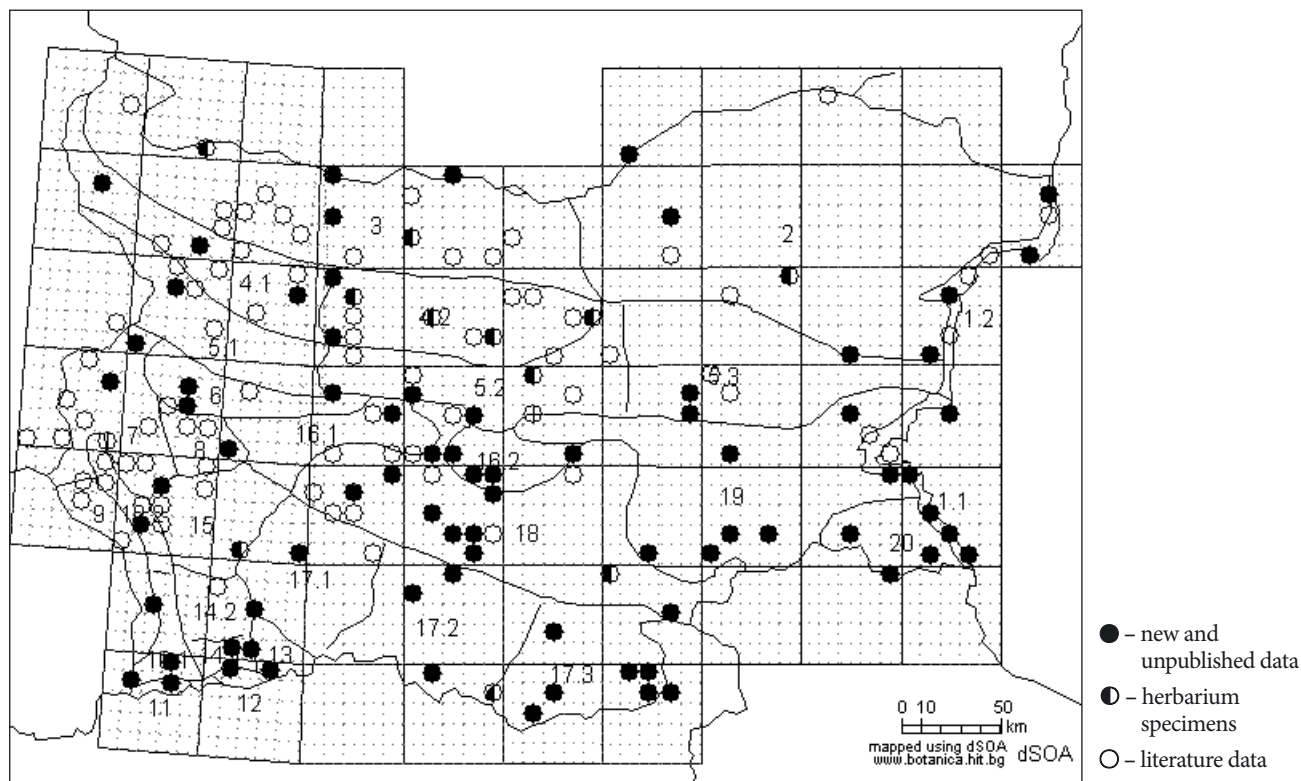 3
2
4.1
4.2
1.2
5.1
5.2
5.3
6
7
8
16.1
16.2
9
15
18
19
1.1
20
17.1
14.2
17.2
13
17.3
11
12
0 10 50
km
mapped using dSOA
www.botanica.hit.bg
dSOA
– new and
unpublished data
– herbarium
specimens
– literature data